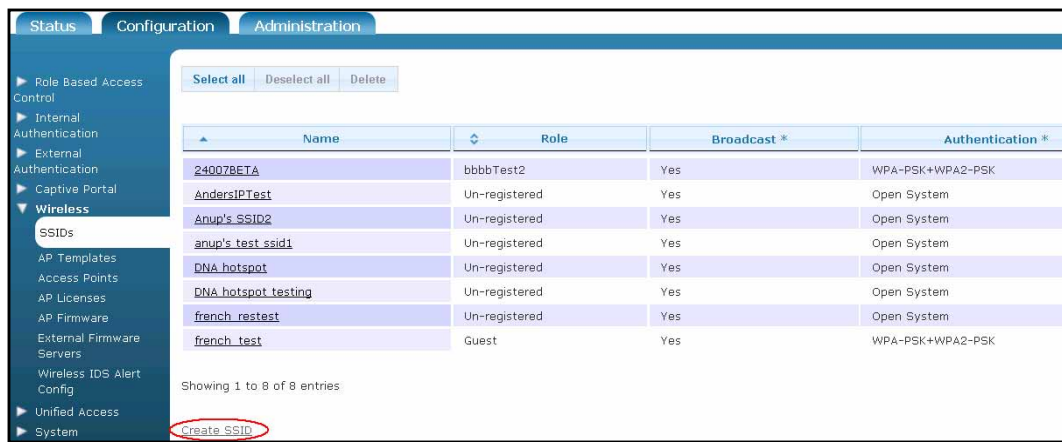 Status Configuration Administration
Role Based Access
Control
Internal
Authentication
External
Authentication
Captive Portal
Wireless
SSIDs
AP Templates
Access Points
AP Licenses
AP Firmware
External Firmware
Servers
Wireless IDS Alert
Config
Unified Access
System
Select all Deselect all Delete
Name Role Broadcast * Authentication *
24007BETA bbbbTest2 Yes WPA-PSK+WPA2-PSK
AndersIPTest Un-registered Yes Open System
Anup's SSID2 Un-registered Yes Open System
anup's test ssid1 Un-registered Yes Open System
DNA hotspot Un-registered Yes Open System
DNA hotspot testing Un-registered Yes Open System
french_restest Un-registered Yes Open System
french_test Guest Yes WPA-PSK+WPA2-PSK
Showing 1 to 8 of 8 entries
Create SSID